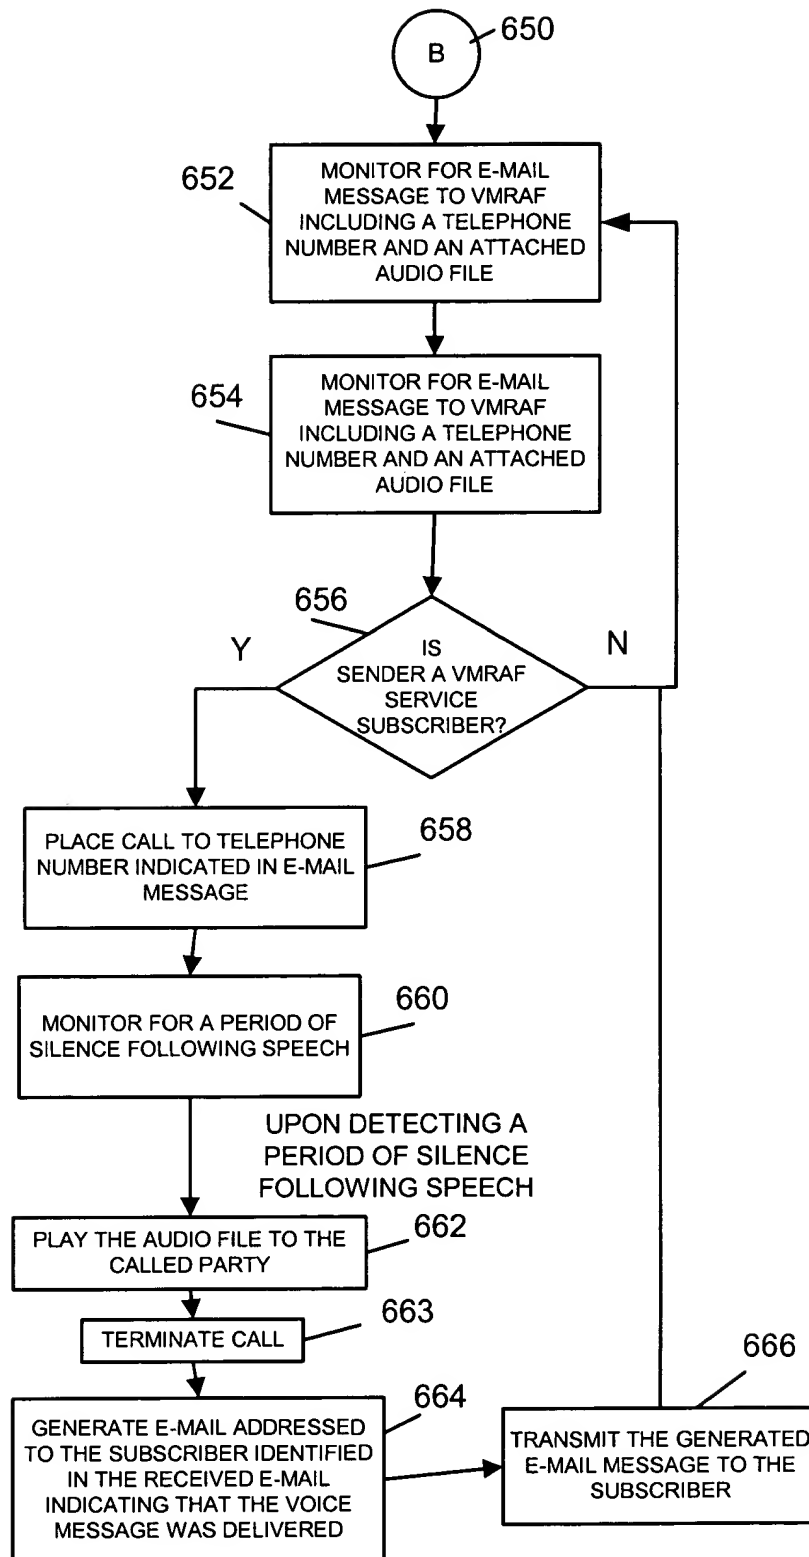 B
650
652
MONITOR FOR E-MAIL
MESSAGE TO VMRAF
INCLUDING A TELEPHONE
NUMBER AND AN ATTACHED
AUDIO FILE
654
MONITOR FOR E-MAIL
MESSAGE TO VMRAF
INCLUDING A TELEPHONE
NUMBER AND AN ATTACHED
AUDIO FILE
656
Y
IS
SENDER A VMRAF
SERVICE
SUBSCRIBER?
N
PLACE CALL TO TELEPHONE
NUMBER INDICATED IN E-MAIL
MESSAGE
658
MONITOR FOR A PERIOD OF
SILENCE FOLLOWING SPEECH
660
UPON DETECTING A
PERIOD OF SILENCE
FOLLOWING SPEECH
PLAY THE AUDIO FILE TO THE
CALLED PARTY
662
TERMINATE CALL
663
GENERATE E-MAIL ADDRESSED
TO THE SUBSCRIBER IDENTIFIED
IN THE RECEIVED E-MAIL
INDICATING THAT THE VOICE
MESSAGE WAS DELIVERED
664
TRANSMIT THE GENERATED
E-MAIL MESSAGE TO THE
SUBSCRIBER
666